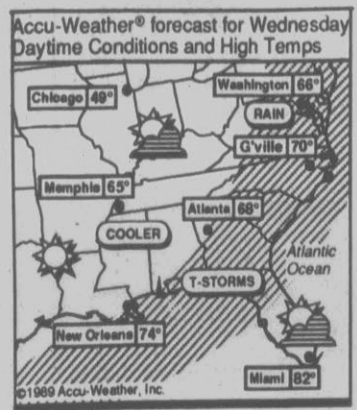 Accu-Weather® forecast for Wednesday
Daytime Conditions and High Temps
Washington 66°
Chicago 49°
RAIN
G'ville 70°
Memphis 65°
Atlanta 68°
COOLER
Atlantic
Ocean
T-STORMS
New Orleans 74°
Miami 82°
©1989 Accu-Weather, Inc.